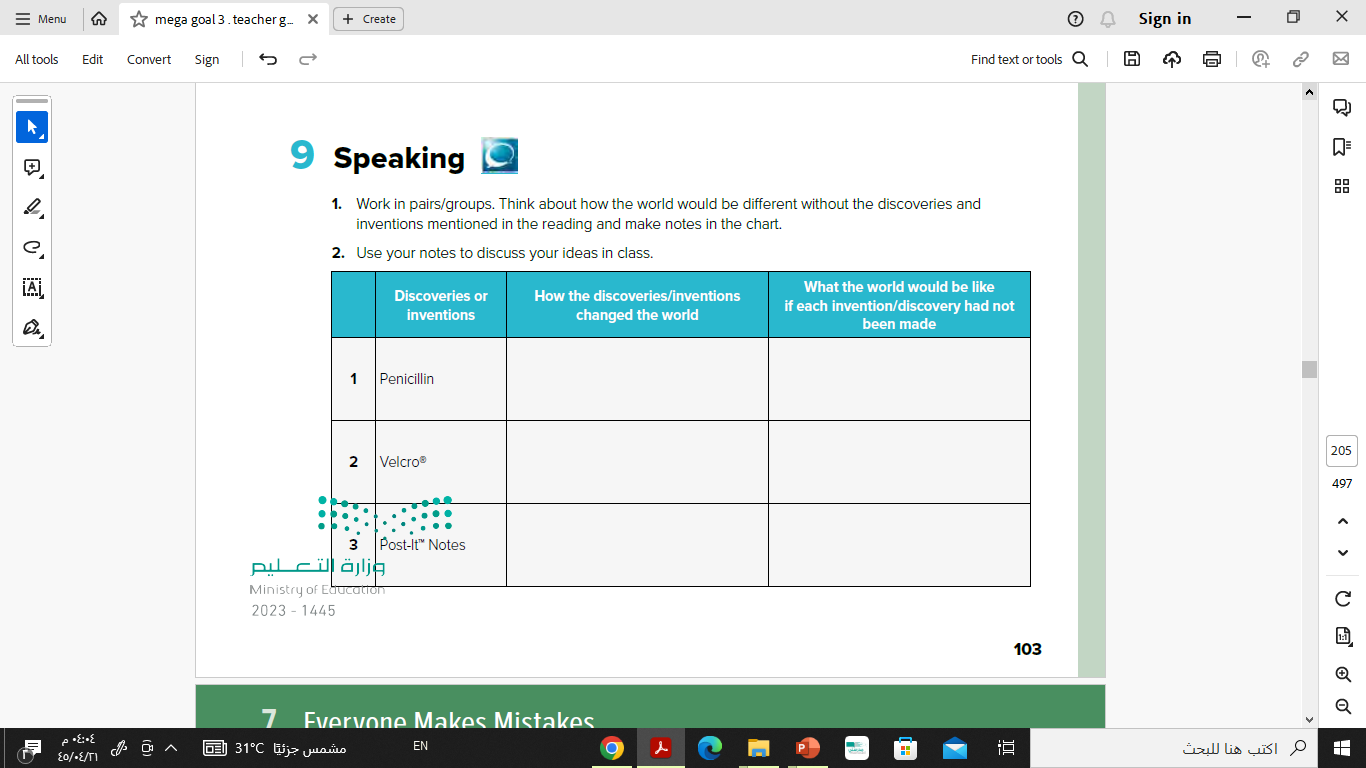 Menu
mega goal 3 . teacher g...
Create
Sign in
All tools
Edit
Convert
Sign
Find text or tools
9 Speaking
1. Work in pairs/groups. Think about how the world would be different without the discoveries and
inventions mentioned in the reading and make notes in the chart.
2. Use your notes to discuss your ideas in class.
Discoveries or
inventions
How the discoveries/inventions
changed the world
What the world would be like
if each invention/discovery had not
been made
1 Penicillin
2 Velcro®
3 Post-It™ Notes
وزارة التعليم
Ministry of Education
2023 - 1445
103
205
497
7 Everyone Makes Mistakes
٠٤:٠٤ م
٤٥/٠٤/٢١
31°C مشمس جزئيًا
EN
اكتب هنا للبحث